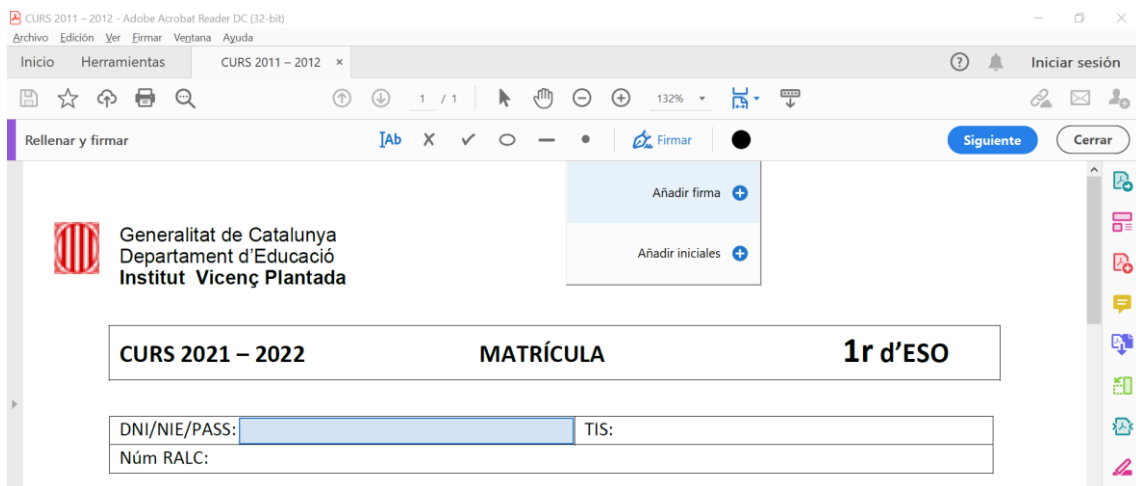 CURS 2011 – 2012 - Adobe Acrobat Reader DC (32-bit)
Archivo Edición Ver Firmar Ventana Ayuda
Inicio Herramientas CURS 2011 – 2012 × Iniciar sesión
1 / 1 132%
Rellenar y firmar Ab Firmar Siguiente Cerrar
Añadir firma
Añadir iniciales
Generalitat de Catalunya
Departament d'Educació
Institut Vicenç Plantada
CURS 2021 – 2022 MATRÍCULA 1r d'ESO
DNI/NIE/PASS: TIS:
Núm RALC: